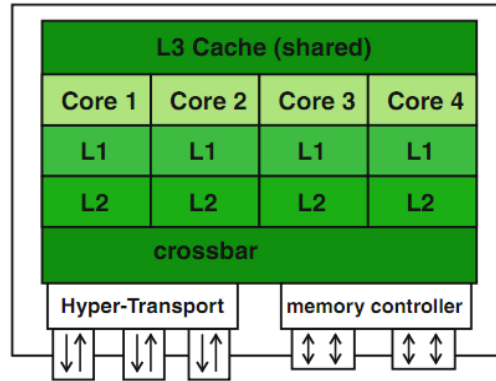 L3 Cache (shared)
Core 1 Core 2 Core 3 Core 4
L1 L1 L1 L1
L2 L2 L2 L2
crossbar
Hyper-Transport memory controller